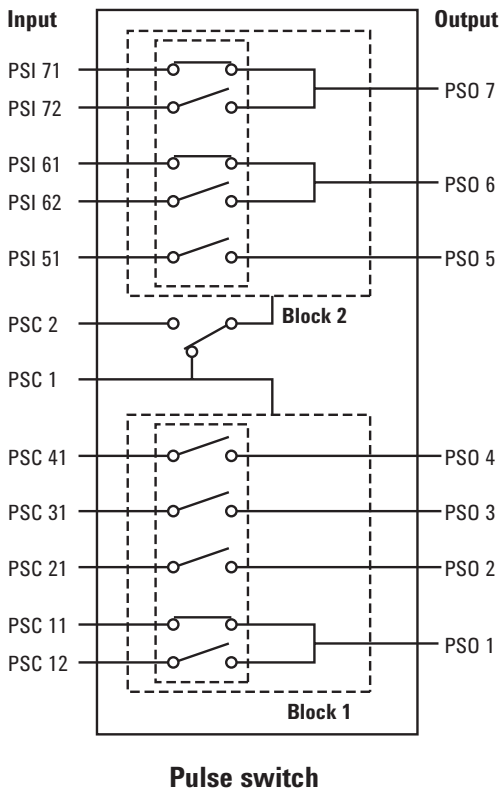 Input
Output
PSI 71
PSI 72
PSO 7
PSI 61
PSI 62
PSO 6
PSI 51
PSO 5
PSC 2
Block 2
PSC 1
PSC 41
PSO 4
PSC 31
PSO 3
PSC 21
PSO 2
PSC 11
PSC 12
PSO 1
Block 1
Pulse switch